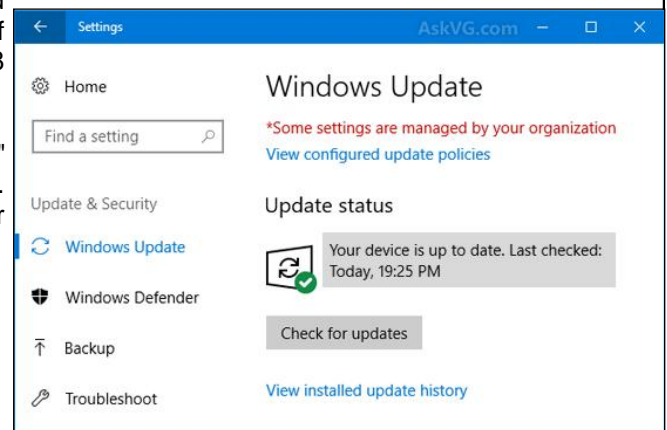 Settings
AskVG.com
Home
Windows Update
Find a setting
*Some settings are managed by your organization
View configured update policies
Update & Security
Update status
Windows Update
Your device is up to date. Last checked:
Today, 19:25 PM
Windows Defender
Check for updates
Backup
View installed update history
Troubleshoot